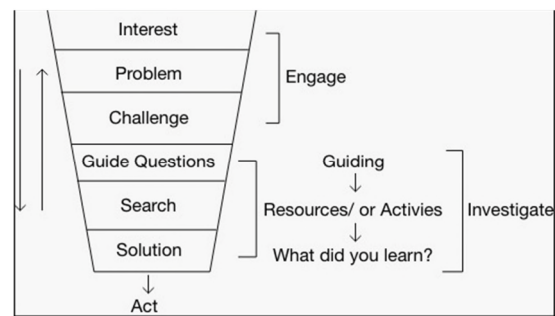 Interest
Problem
Challenge
Engage
Guide Questions
Search
Solution
Guiding
Resources/ or Activies
What did you learn?
Investigate
Act